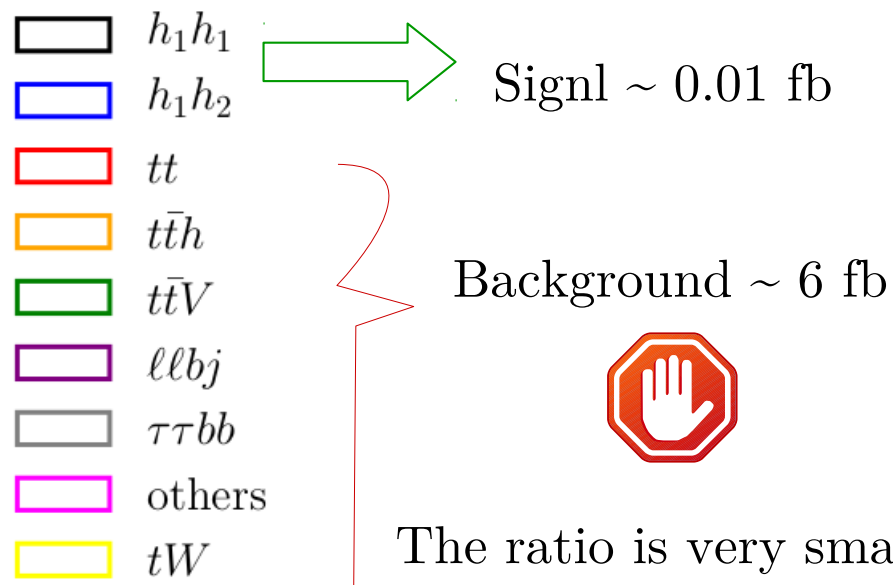 h₁h₁
h₁h₂
Signl ~ 0.01 fb
tt
tt̄h
Background ~ 6 fb
tt̄V
ℓℓbj
ττbb
others
The ratio is very sma
tW